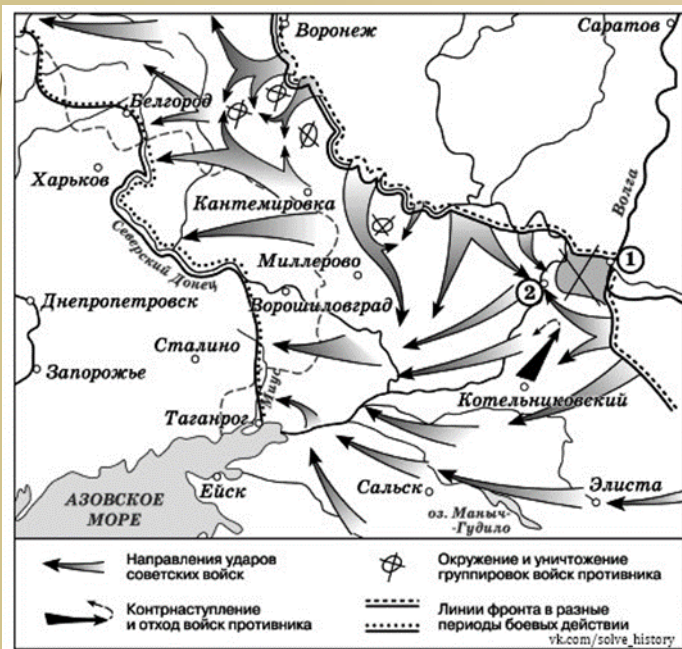 Воронеж
Саратов
Белгород
Харьков
Кантемировка
Волга
Северский Донец
Миллерово
1
2
Днепропетровск
Ворошиловград
Сталино
Запорожье
Миус
Котельниковский
Таганрог
Ейск
Сальск
Элиста
АЗОВСКОЕ
МОРЕ
оз. Маныч-
-Гудило
Направления ударов
советских войск
Окружение и уничтожение
группировок войск противника
Контрнаступление
и отход войск противника
Линии фронта в разные
периоды боевых действии
vk.com/solve_history